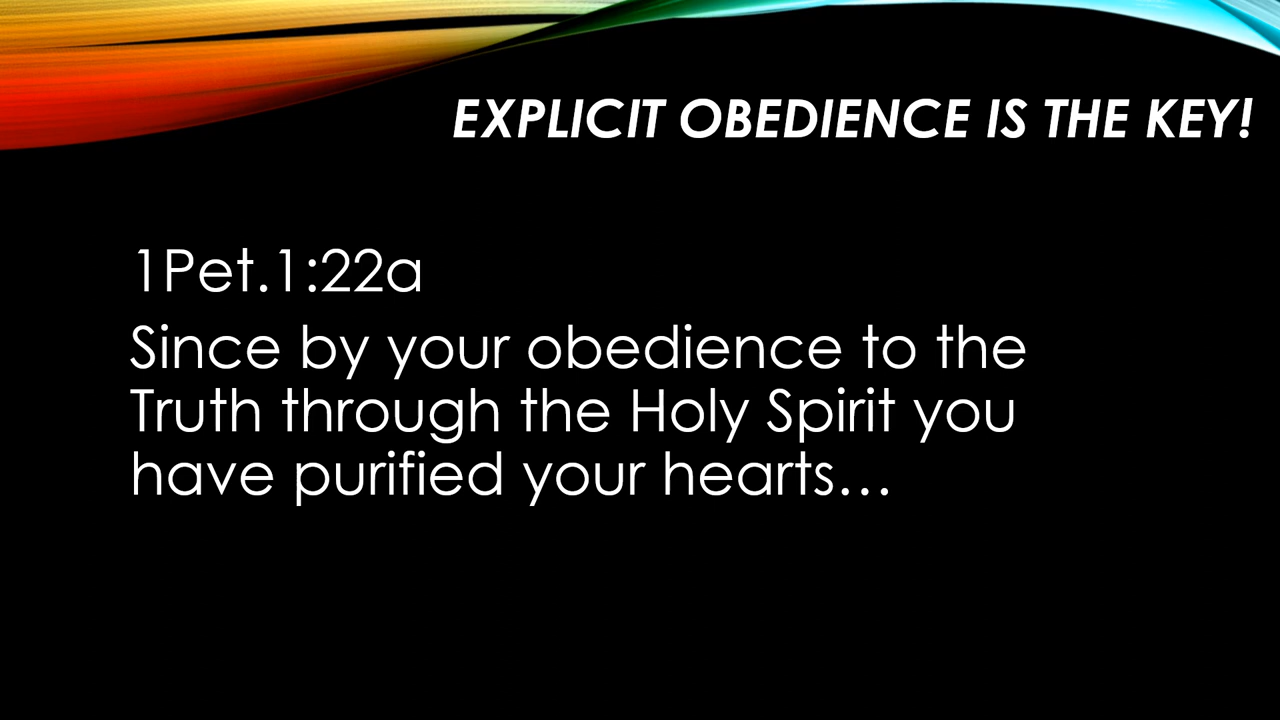 EXPLICIT OBEDIENCE IS THE KEY!
1Pet.1:22a
Since by your obedience to the
Truth through the Holy Spirit you
have purified your hearts…